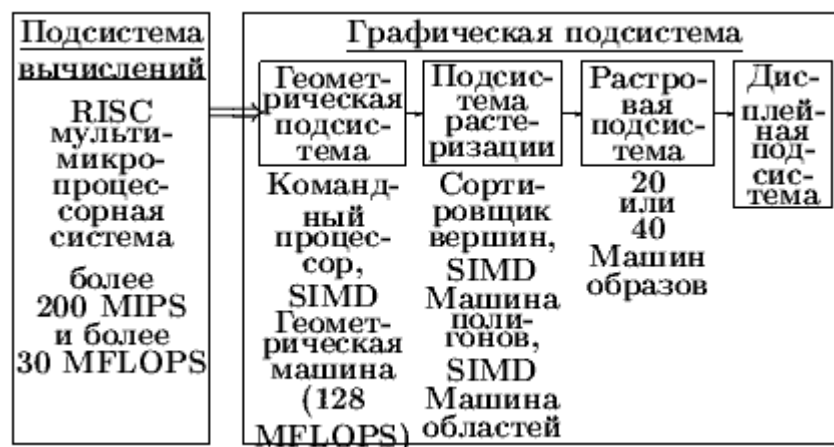 Подсистема
вычислений
RISC
мульти-
микро-
процес-
сорная
система
более
200 MIPS
и более
30 MFLOPS
Графическая подсистема
Геомет-
рическая
подсис-
тема
Командный
процес-
сор,
SIMD
Геомет-
рическая
машина
(128
MFLOPS)
Подсис-
тема
расте-
ризации
Сорти-
ровщик
вершин,
SIMD
Машина
поли-
гонов,
SIMD
Машина
областей
Растро-
вая
подсис-
тема
20
или
40
Машин
образов
Дис-
плей-
ная
под-
сис-
тема